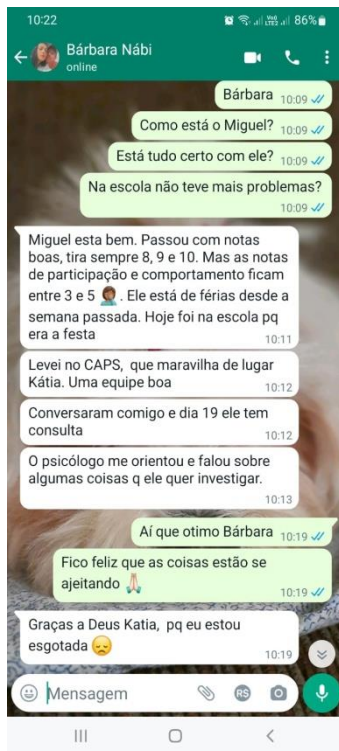 10:22
86%
Bárbara Nábi
online
Bárbara 10:09
Como está o Miguel? 10:09
Está tudo certo com ele? 10:09
Na escola não teve mais problemas?
10:09
Miguel esta bem. Passou com notas
boas, tira sempre 8, 9 e 10. Mas as notas
de participação e comportamento ficam
entre 3 e 5 🤦🏽‍♀️. Ele está de férias desde a
semana passada. Hoje foi na escola pq
era a festa
10:11
Levei no CAPS, que maravilha de lugar
Kátia. Uma equipe boa
10:12
Conversaram comigo e dia 19 ele tem
consulta
10:12
O psicólogo me orientou e falou sobre
algumas coisas q ele quer investigar.
10:13
Aí que otimo Bárbara 10:19
Fico feliz que as coisas estão se
ajeitando 🙏🏻
10:19
Graças a Deus Katia, pq eu estou
esgotada 😞
10:19
Mensagem
R$